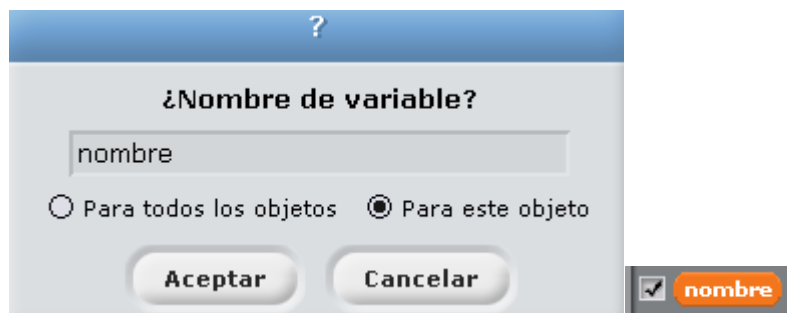 ?
¿Nombre de variable?
nombre
Para todos los objetos Para este objeto
Aceptar Cancelar
nombre